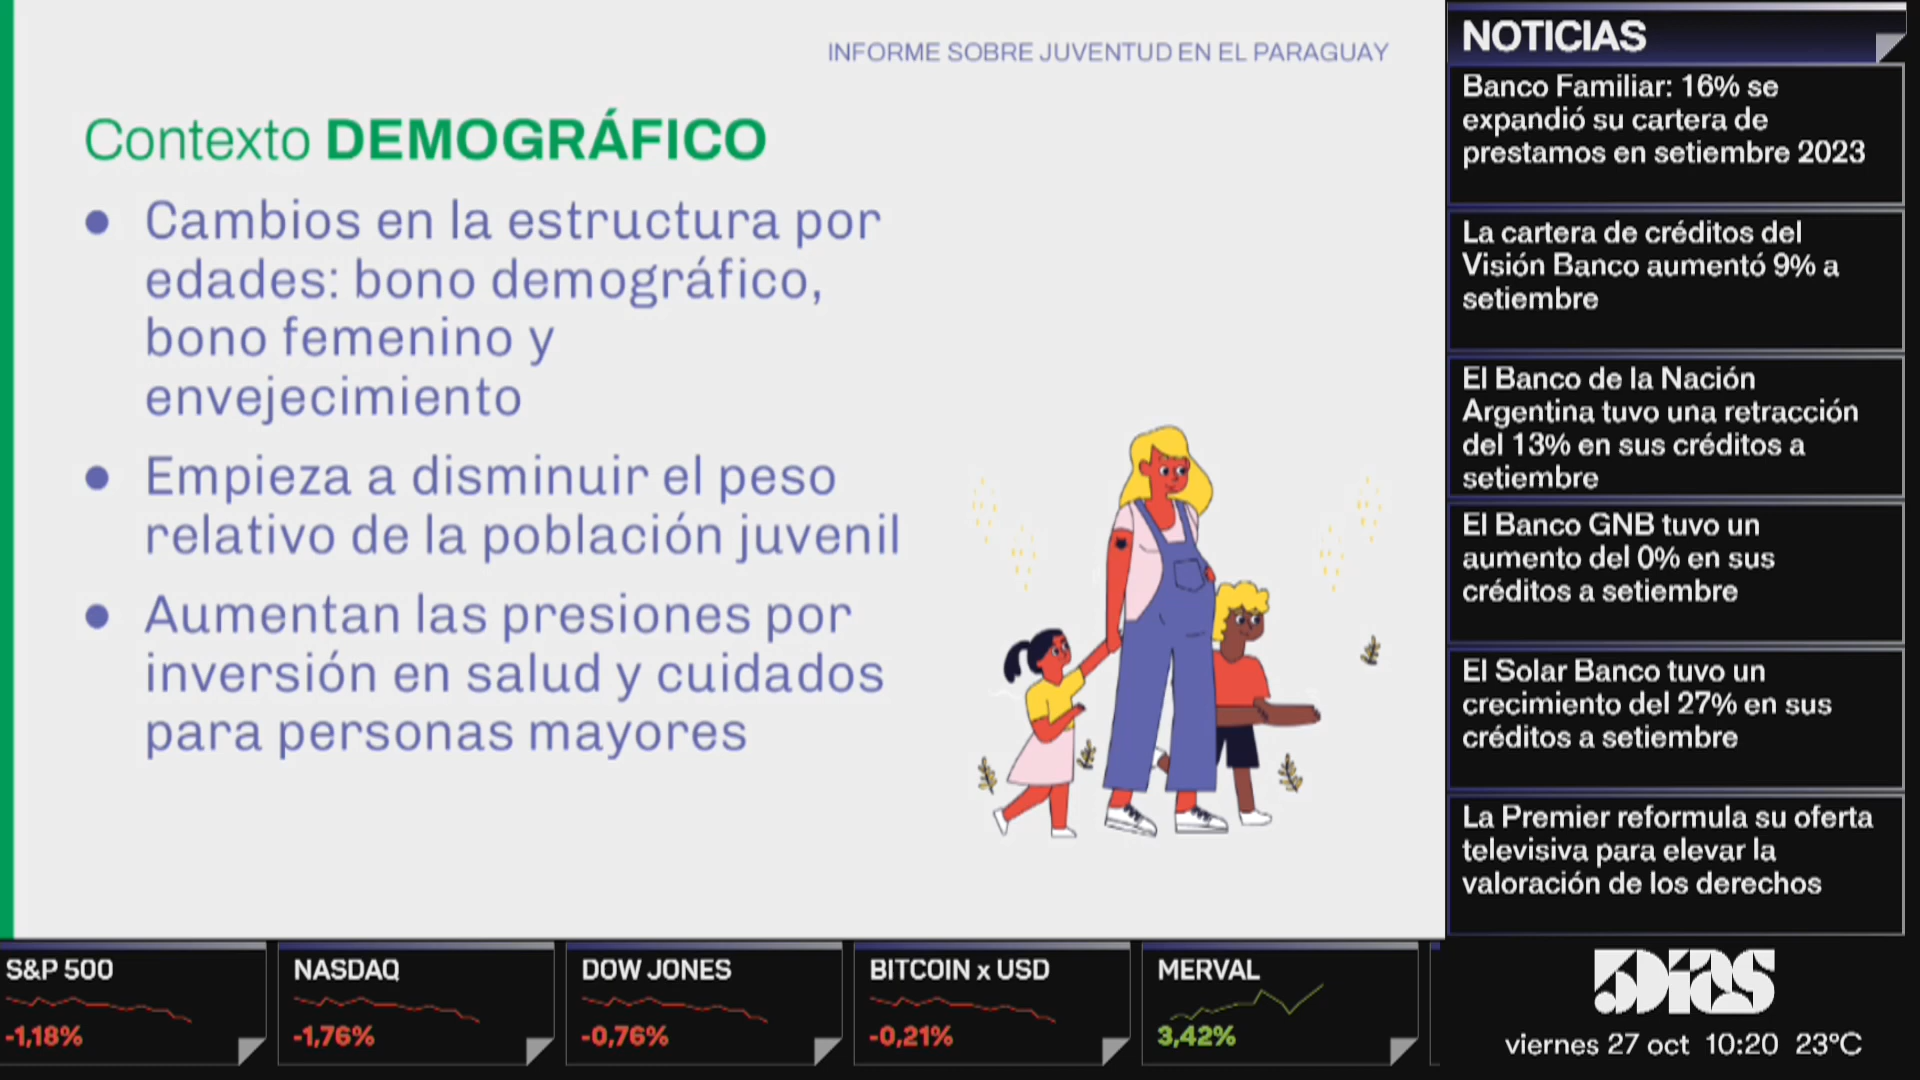 INFORME SOBRE JUVENTUD EN EL PARAGUAY
Contexto DEMOGRÁFICO
● Cambios en la estructura por
edades: bono demográfico,
bono femenino y
envejecimiento
● Empieza a disminuir el peso
relativo de la población juvenil
● Aumentan las presiones por
inversión en salud y cuidados
para personas mayores
NOTICIAS
Banco Familiar: 16% se
expandió su cartera de
prestamos en setiembre 2023
La cartera de créditos del
Visión Banco aumentó 9% a
setiembre
El Banco de la Nación
Argentina tuvo una retracción
del 13% en sus créditos a
setiembre
El Banco GNB tuvo un
aumento del 0% en sus
créditos a setiembre
El Solar Banco tuvo un
crecimiento del 27% en sus
créditos a setiembre
La Premier reformula su oferta
televisiva para elevar la
valoración de los derechos
S&P 500
-1,18%
NASDAQ
-1,76%
DOW JONES
-0,76%
BITCOIN x USD
-0,21%
MERVAL
3,42%
5DIAS
viernes 27 oct 10:20 23°C